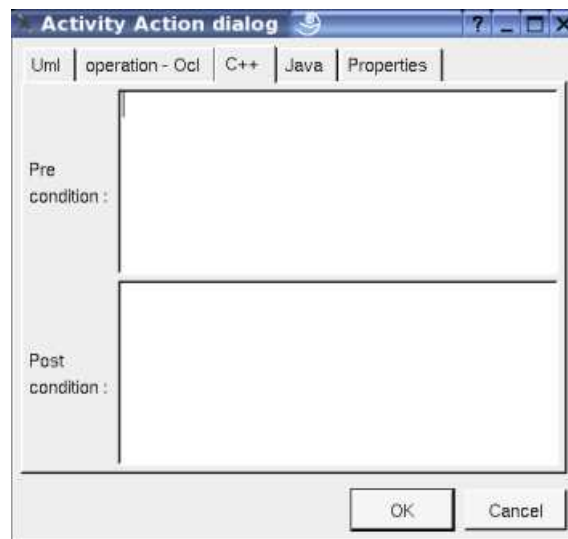 Activity Action dialog
Uml operation - Ocl C++ Java Properties
Pre
condition :
Post
condition :
OK Cancel